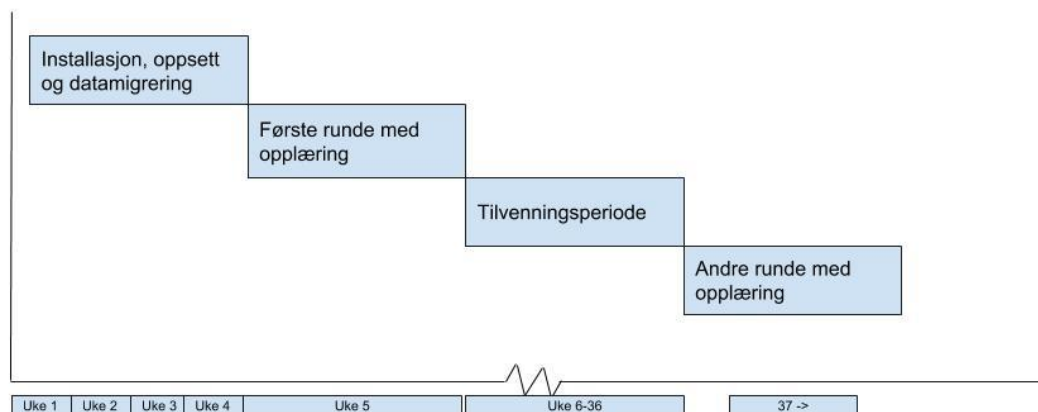 Installasjon, oppsett
og datamigrering
Første runde med
opplæring
Tilvenningsperiode
Andre runde med
opplæring
Uke 1 Uke 2 Uke 3 Uke 4 Uke 5 Uke 6-36 37 ->